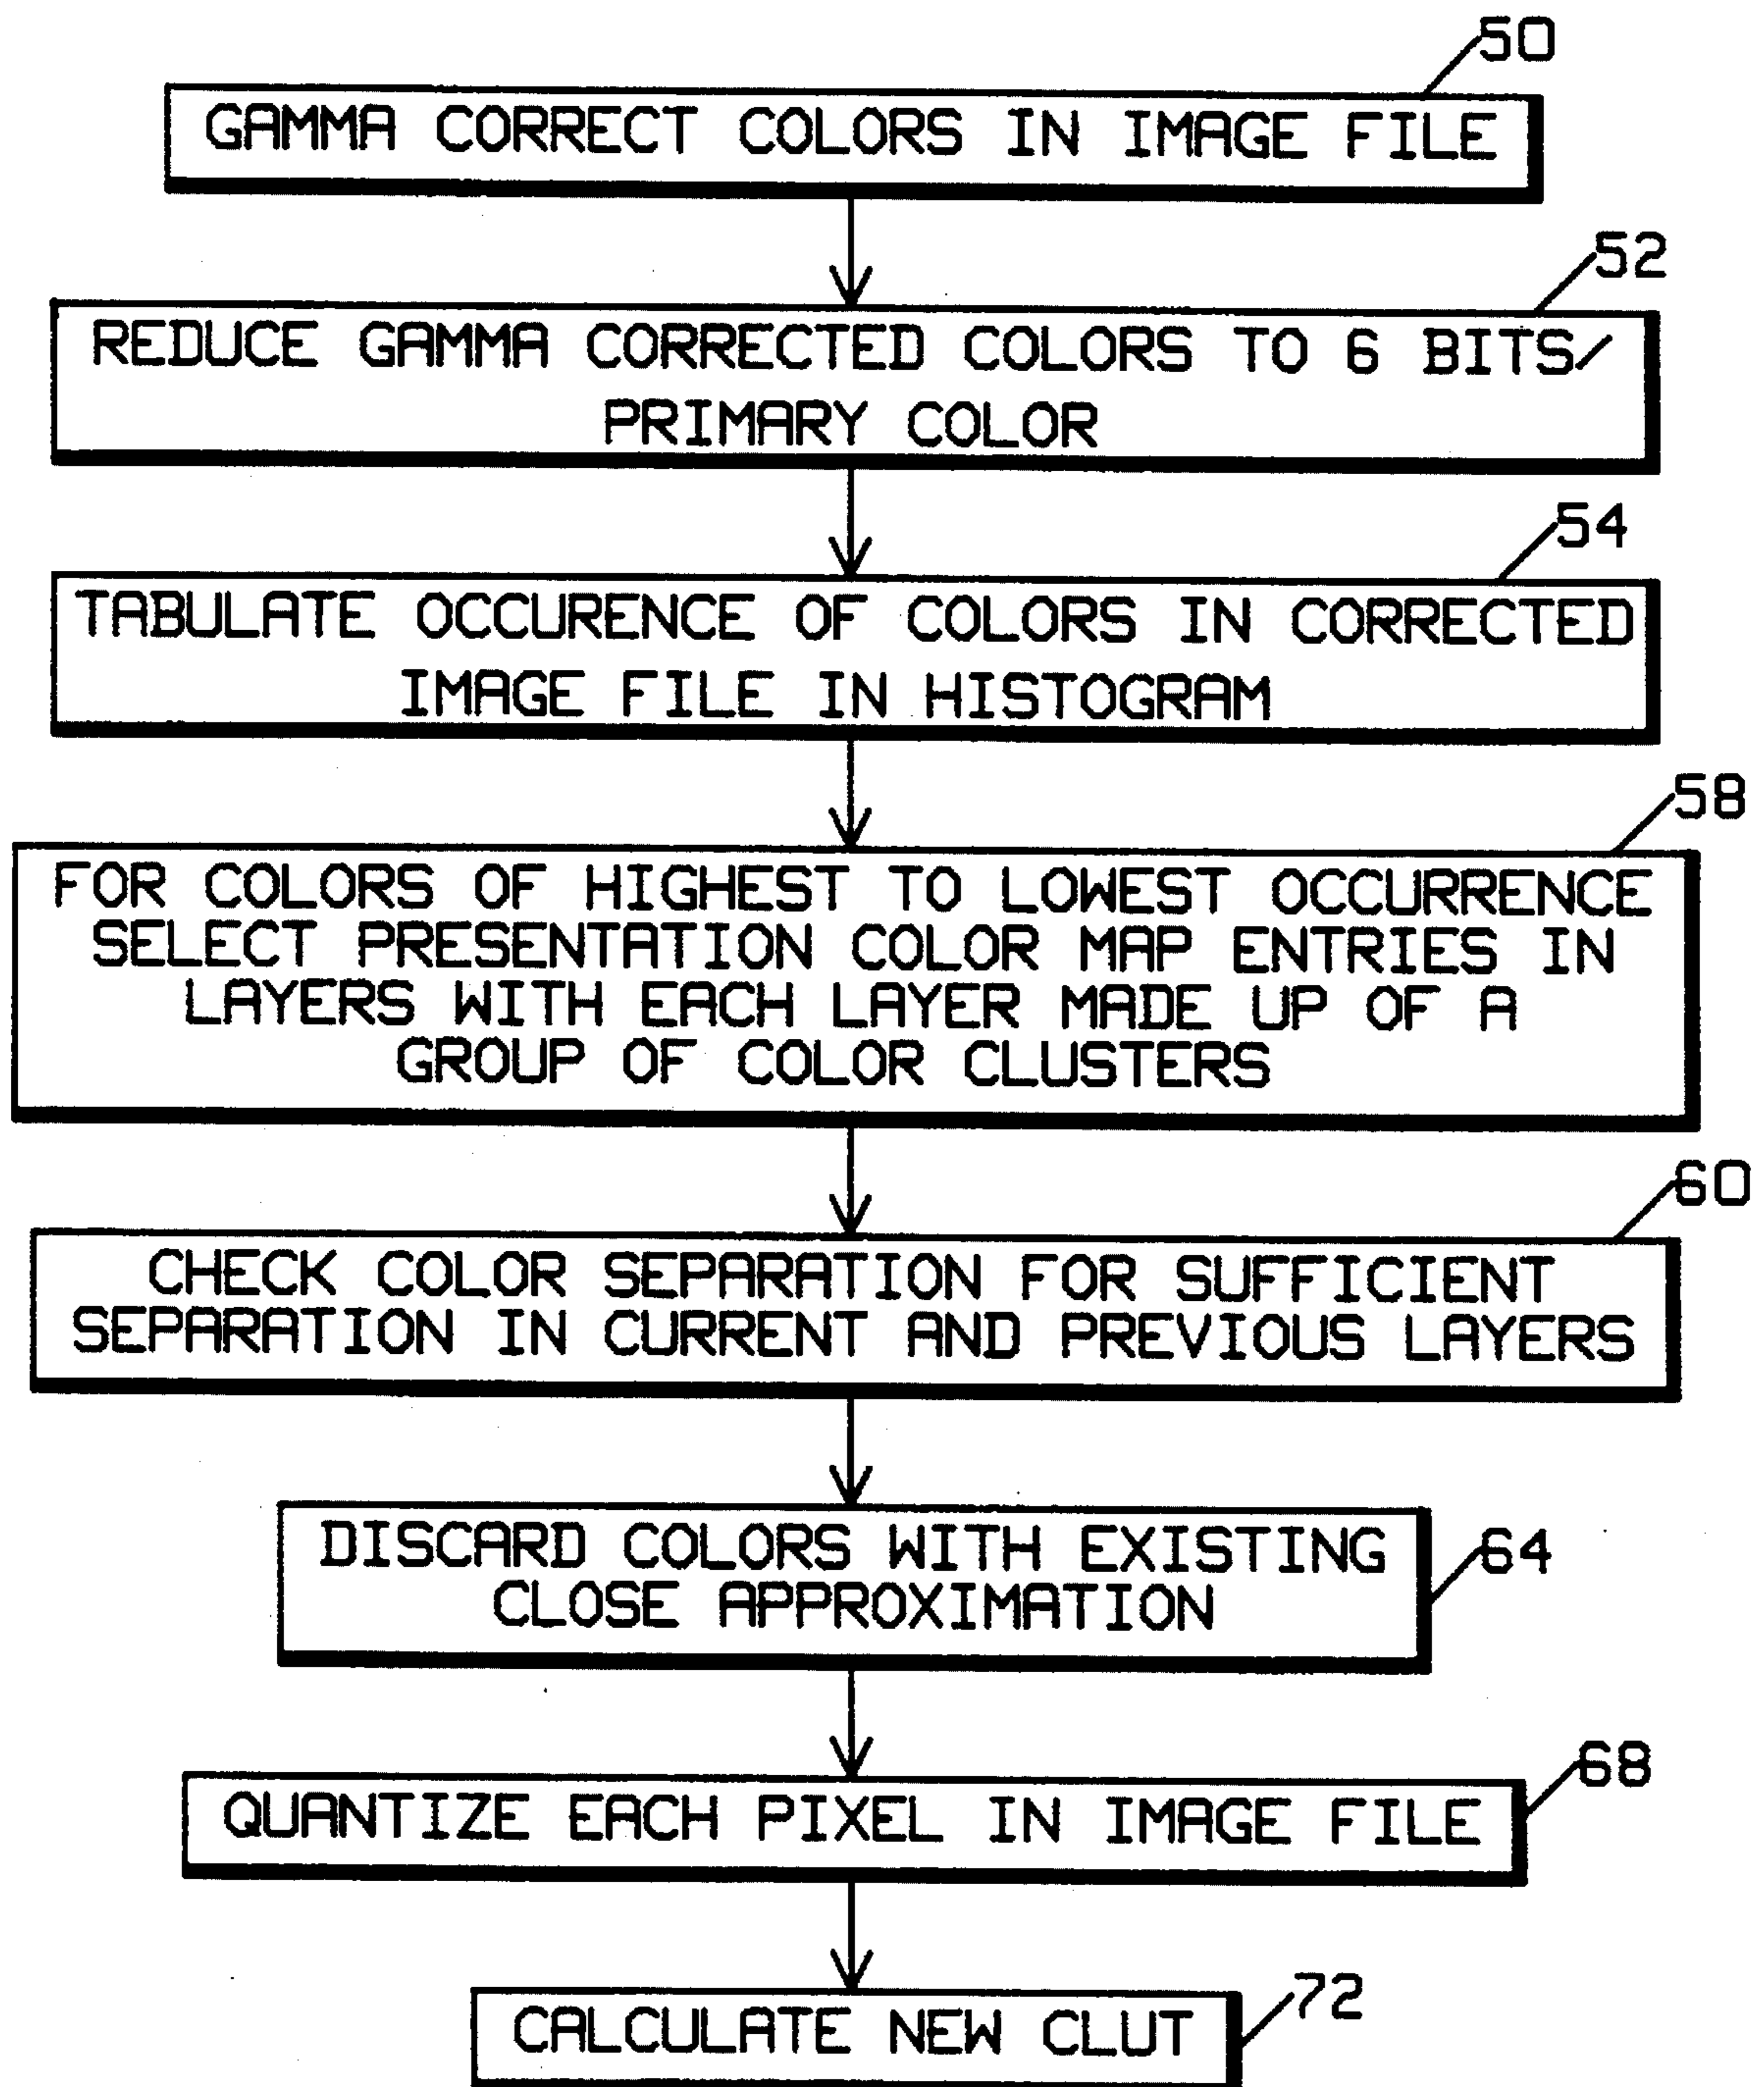 50
GAMMA CORRECT COLORS IN IMAGE FILE
52
REDUCE GAMMA CORRECTED COLORS TO 6 BITS/
PRIMARY COLOR
54
TABULATE OCCURENCE OF COLORS IN CORRECTED
IMAGE FILE IN HISTOGRAM
58
FOR COLORS OF HIGHEST TO LOWEST OCCURRENCE
SELECT PRESENTATION COLOR MAP ENTRIES IN
LAYERS WITH EACH LAYER MADE UP OF A
GROUP OF COLOR CLUSTERS
60
CHECK COLOR SEPARATION FOR SUFFICIENT
SEPARATION IN CURRENT AND PREVIOUS LAYERS
DISCARD COLORS WITH EXISTING
CLOSE APPROXIMATION
64
QUANTIZE EACH PIXEL IN IMAGE FILE
68
CALCULATE NEW CLUT
72